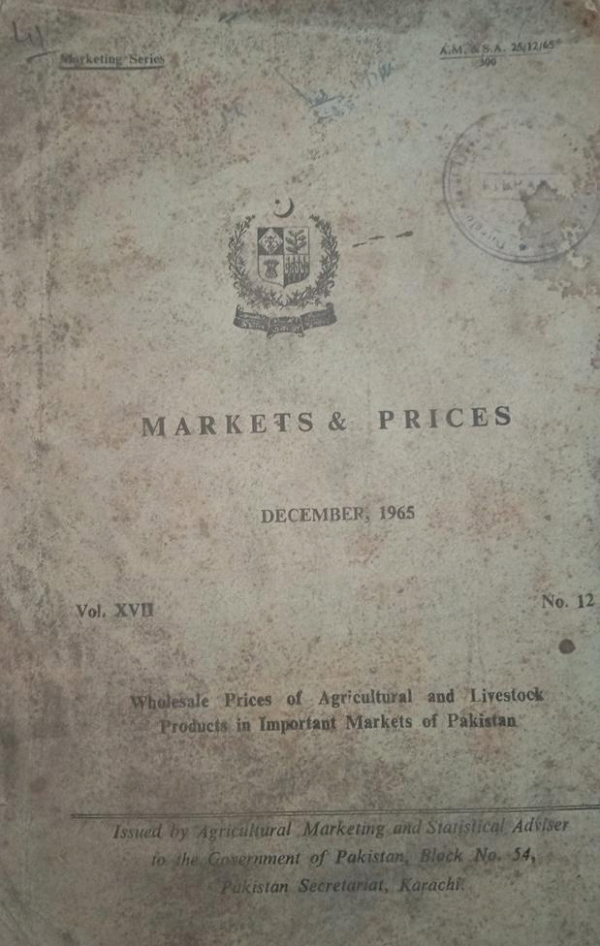 Marketing Series
A.M. & S.A. 25/12/65
500
MARKETS & PRICES
DECEMBER, 1965
Vol. XVII
No. 12
Wholesale Prices of Agricultural and Livestock
Products in Important Markets of Pakistan
Issued by Agricultural Marketing and Statistical Adviser
to the Government of Pakistan, Block No. 54,
Pakistan Secretariat, Karachi.